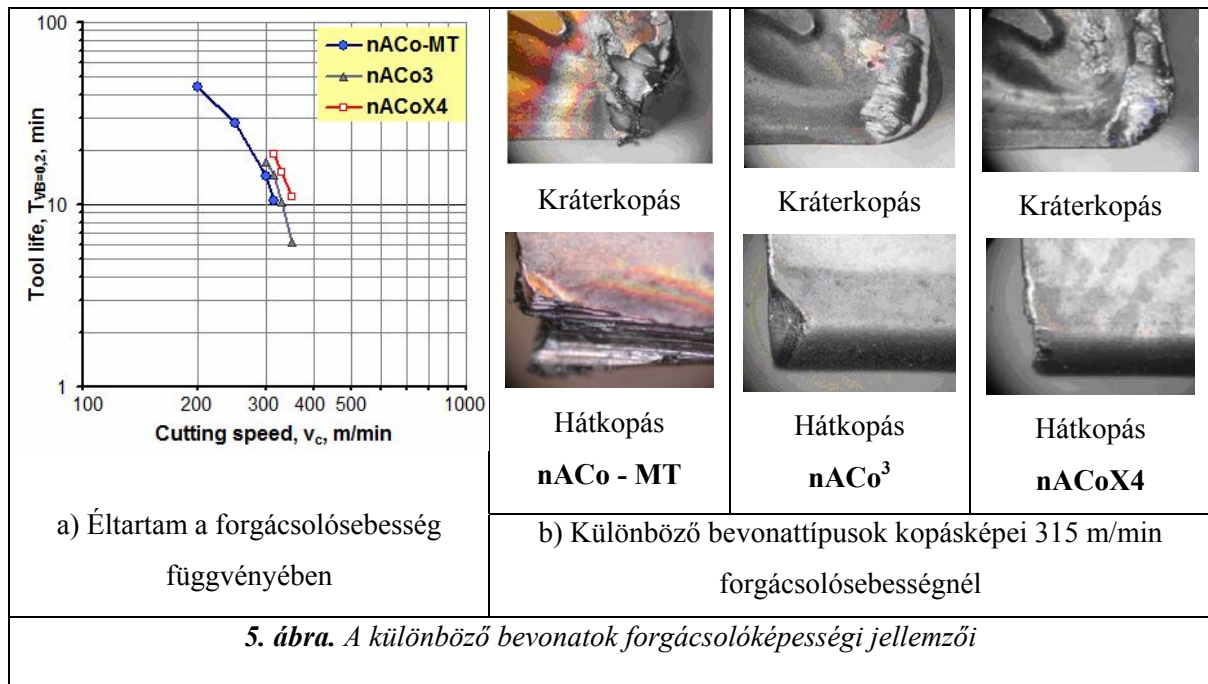 nACo-MT
nACo3
nACoX4
Tool life, T_VB=0,2, min
100
10
1
100
200
300
400
500
1000
Cutting speed, v_c, m/min
a) Éltartam a forgácsolósebesség
függvényében
Kráterkopás
Kráterkopás
Kráterkopás
Hátkopás
nACo - MT
Hátkopás
nACo³
Hátkopás
nACoX4
b) Különböző bevonattípusok kopásképei 315 m/min
forgácsolósebességnél
5. ábra. A különböző bevonatok forgácsolóképességi jellemzői